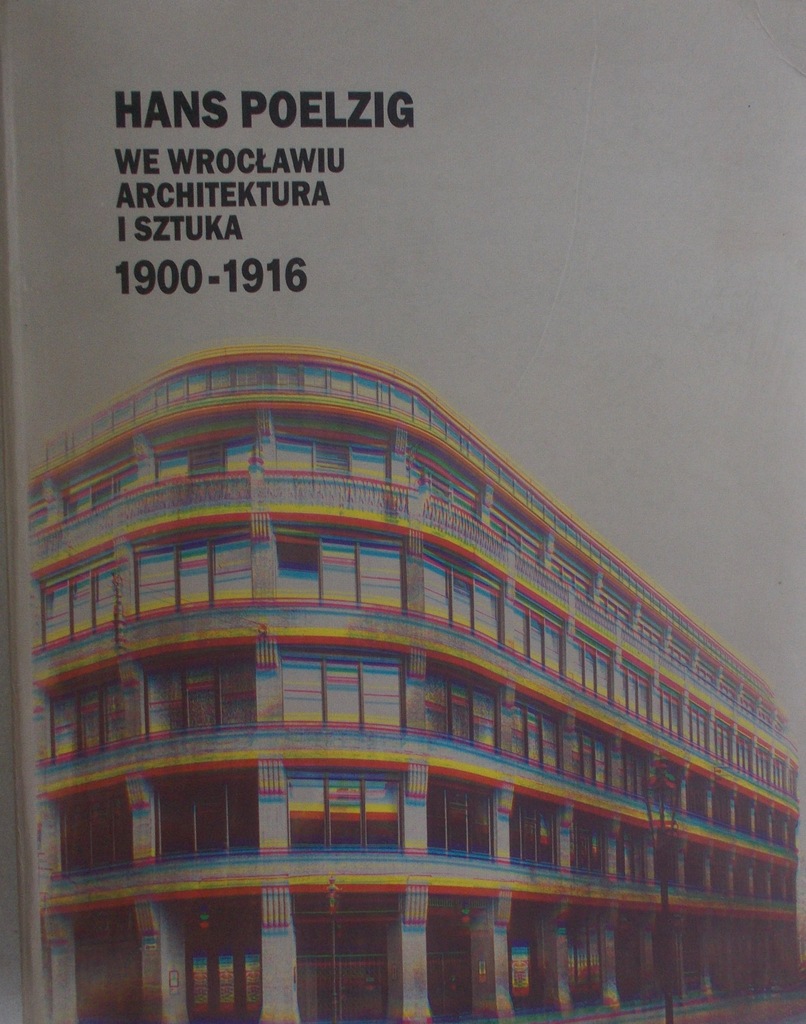 HANS POELZIG
WE WROCŁAWIU
ARCHITEKTURA
I SZTUKA
1900-1916